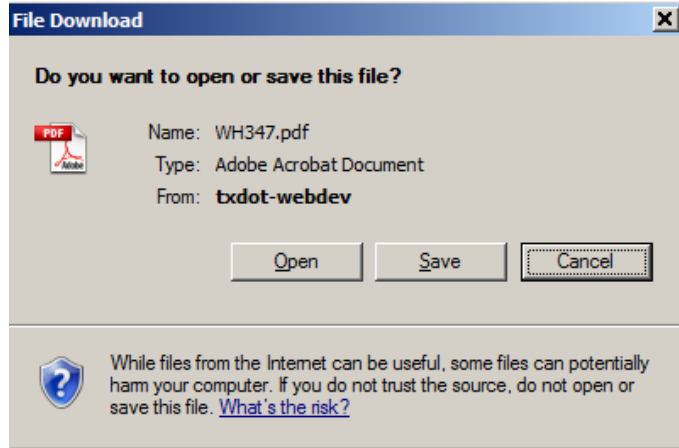 File Download
Do you want to open or save this file?
PDF
Adobe
Name: WH347.pdf
Type: Adobe Acrobat Document
From: txdot-webdev
Open Save Cancel
While files from the Internet can be useful, some files can potentially
harm your computer. If you do not trust the source, do not open or
save this file. What's the risk?